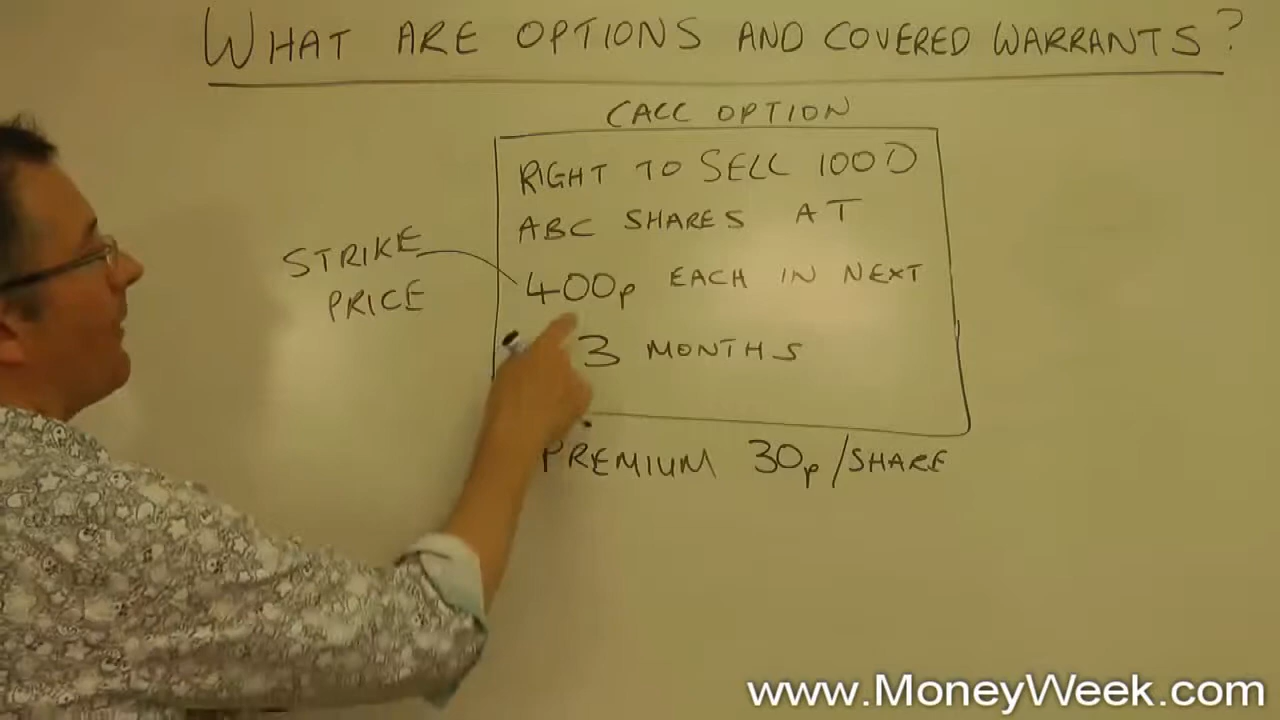 WHAT ARE OPTIONS AND COVERED WARRANTS?
CALL OPTION
RIGHT TO SELL 1000
ABC SHARES AT
STRIKE
PRICE
400p EACH IN NEXT
3 MONTHS
PREMIUM 30p/SHARE
www.MoneyWeek.com